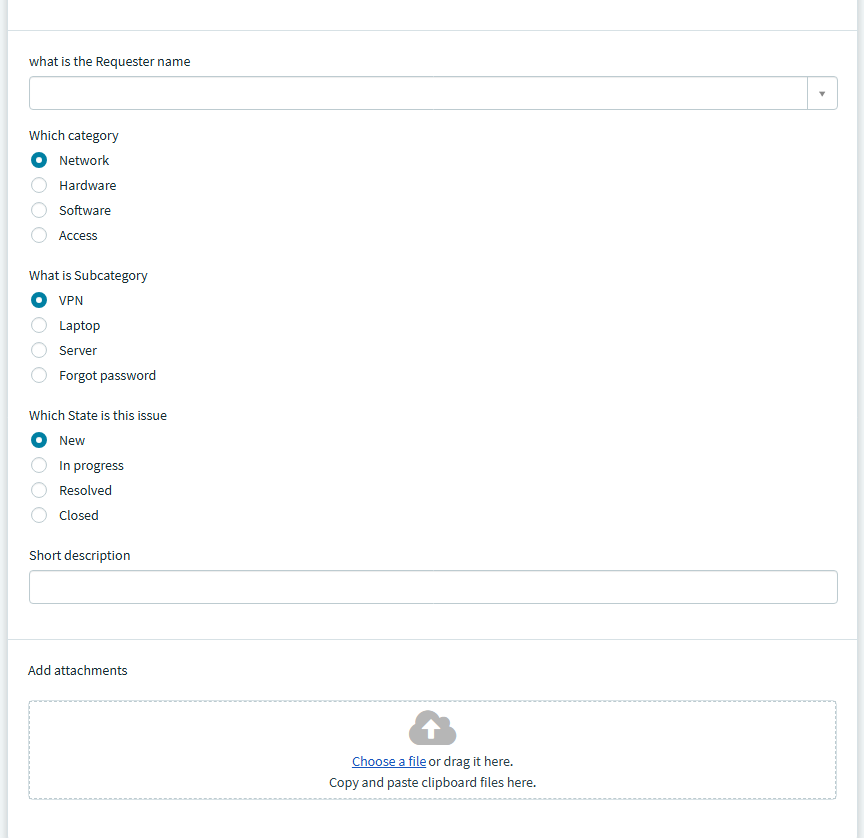 what is the Requester name
Which category
Network
Hardware
Software
Access
What is Subcategory
VPN
Laptop
Server
Forgot password
Which State is this issue
New
In progress
Resolved
Closed
Short description
Add attachments
Choose a file or drag it here.
Copy and paste clipboard files here.